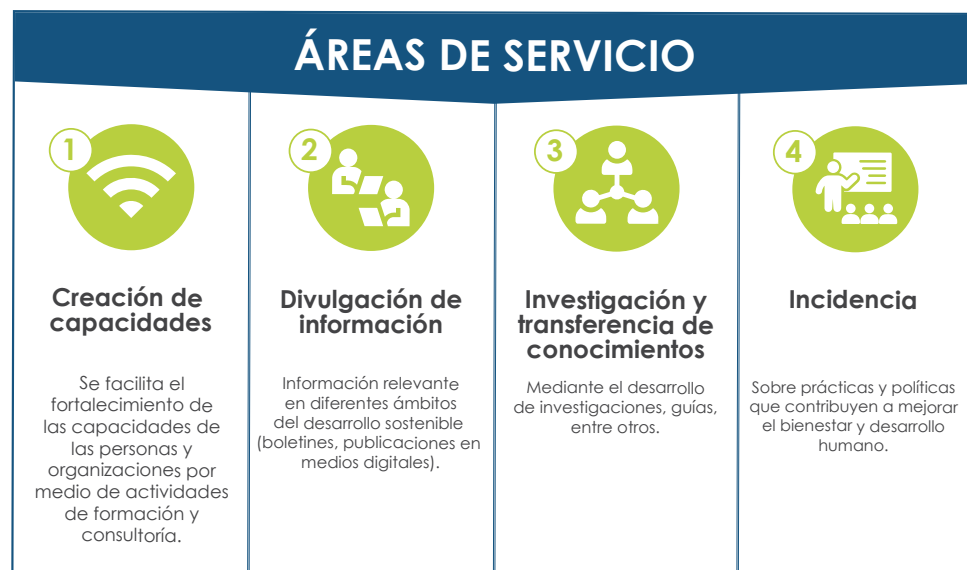 ÁREAS DE SERVICIO
1
Creación de
capacidades
Se facilita el
fortalecimiento de
las capacidades de
las personas y
organizaciones por
medio de actividades
de formación y
consultoría.
2
Divulgación de
información
Información relevante
en diferentes ámbitos
del desarrollo sostenible
(boletines, publicaciones en
medios digitales).
3
Investigación y
transferencia de
conocimientos
Mediante el desarrollo
de investigaciones, guías,
entre otros.
4
Incidencia
Sobre prácticas y políticas
que contribuyen a mejorar
el bienestar y desarrollo
humano.